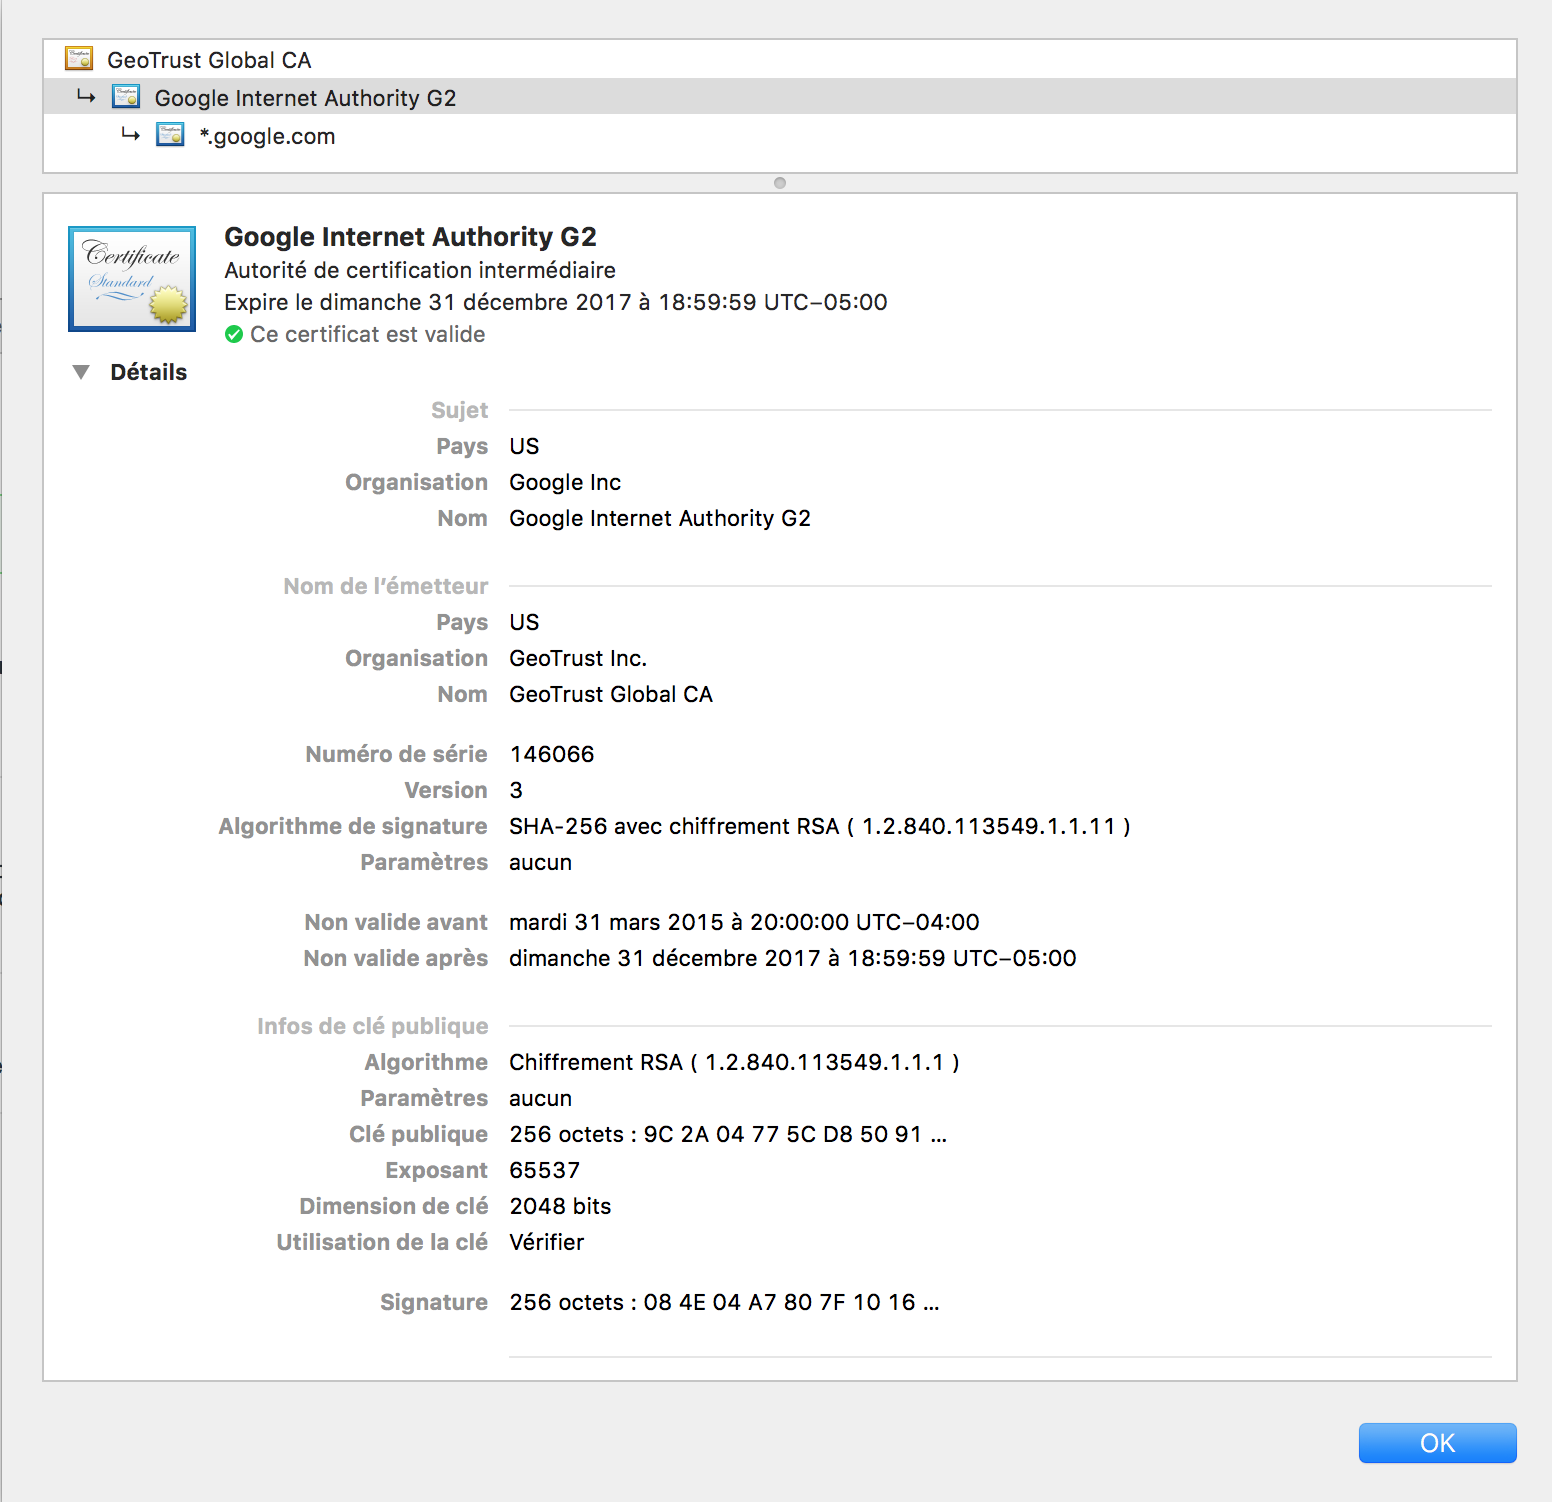 GeoTrust Global CA
Google Internet Authority G2
*.google.com
Certificate
Standard
Google Internet Authority G2
Autorité de certification intermédiaire
Expire le dimanche 31 décembre 2017 à 18:59:59 UTC−05:00
Ce certificat est valide
Détails
Sujet
Pays US
Organisation Google Inc
Nom Google Internet Authority G2
Nom de l’émetteur
Pays US
Organisation GeoTrust Inc.
Nom GeoTrust Global CA
Numéro de série 146066
Version 3
Algorithme de signature SHA-256 avec chiffrement RSA ( 1.2.840.113549.1.1.11 )
Paramètres aucun
Non valide avant mardi 31 mars 2015 à 20:00:00 UTC−04:00
Non valide après dimanche 31 décembre 2017 à 18:59:59 UTC−05:00
Infos de clé publique
Algorithme Chiffrement RSA ( 1.2.840.113549.1.1.1 )
Paramètres aucun
Clé publique 256 octets : 9C 2A 04 77 5C D8 50 91 ...
Exposant 65537
Dimension de clé 2048 bits
Utilisation de la clé Vérifier
Signature 256 octets : 08 4E 04 A7 80 7F 10 16 ...
OK